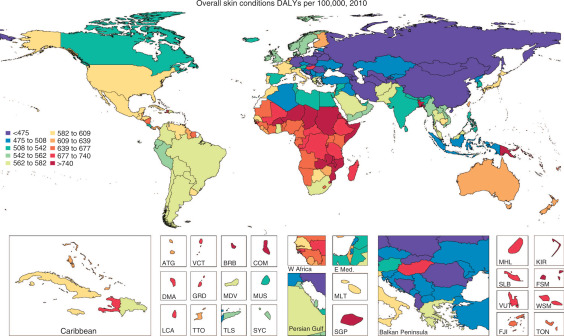 Overall skin conditions DALYs per 100,000, 2010
<475
475 to 508
508 to 542
542 to 562
562 to 582
582 to 609
609 to 639
639 to 677
677 to 740
>740
Caribbean
ATG
VCT
BRB
COM
DMA
GRD
MDV
MUS
LCA
TTO
TLS
SYC
W Africa
E Med.
Persian Gulf
MLT
SGP
Balkan Peninsula
MHL
KIR
SLB
FSM
VUT
WSM
FJI
TON